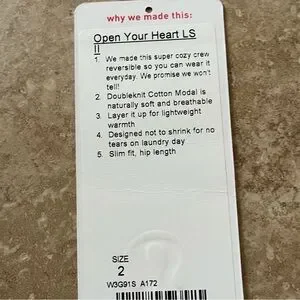 why we made this:
Open Your Heart LS
II
1. We made this super cozy crew
reversible so you can wear it
everyday. We promise we won't
tell!
2. Doubleknit Cotton Modal is
naturally soft and breathable
3. Layer it up for lightweight
warmth
4. Designed not to shrink for no
tears on laundry day
5. Slim fit, hip length
SIZE
2
W3G91S A172